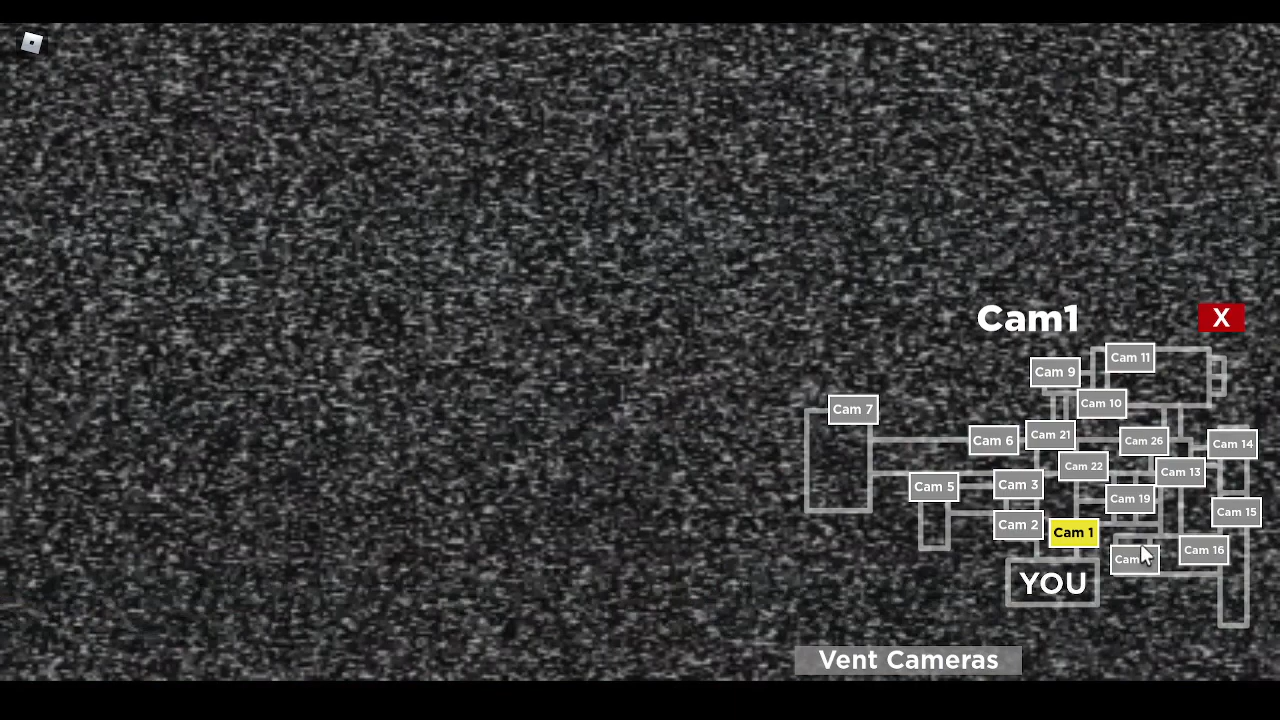 Cam1
X
Cam 11
Cam 9
Cam 10
Cam 7
Cam 21
Cam 6
Cam 26
Cam 14
Cam 22
Cam 13
Cam 3
Cam 5
Cam 19
Cam 15
Cam 2
Cam 1
Cam 16
Cam
YOU
Vent Cameras